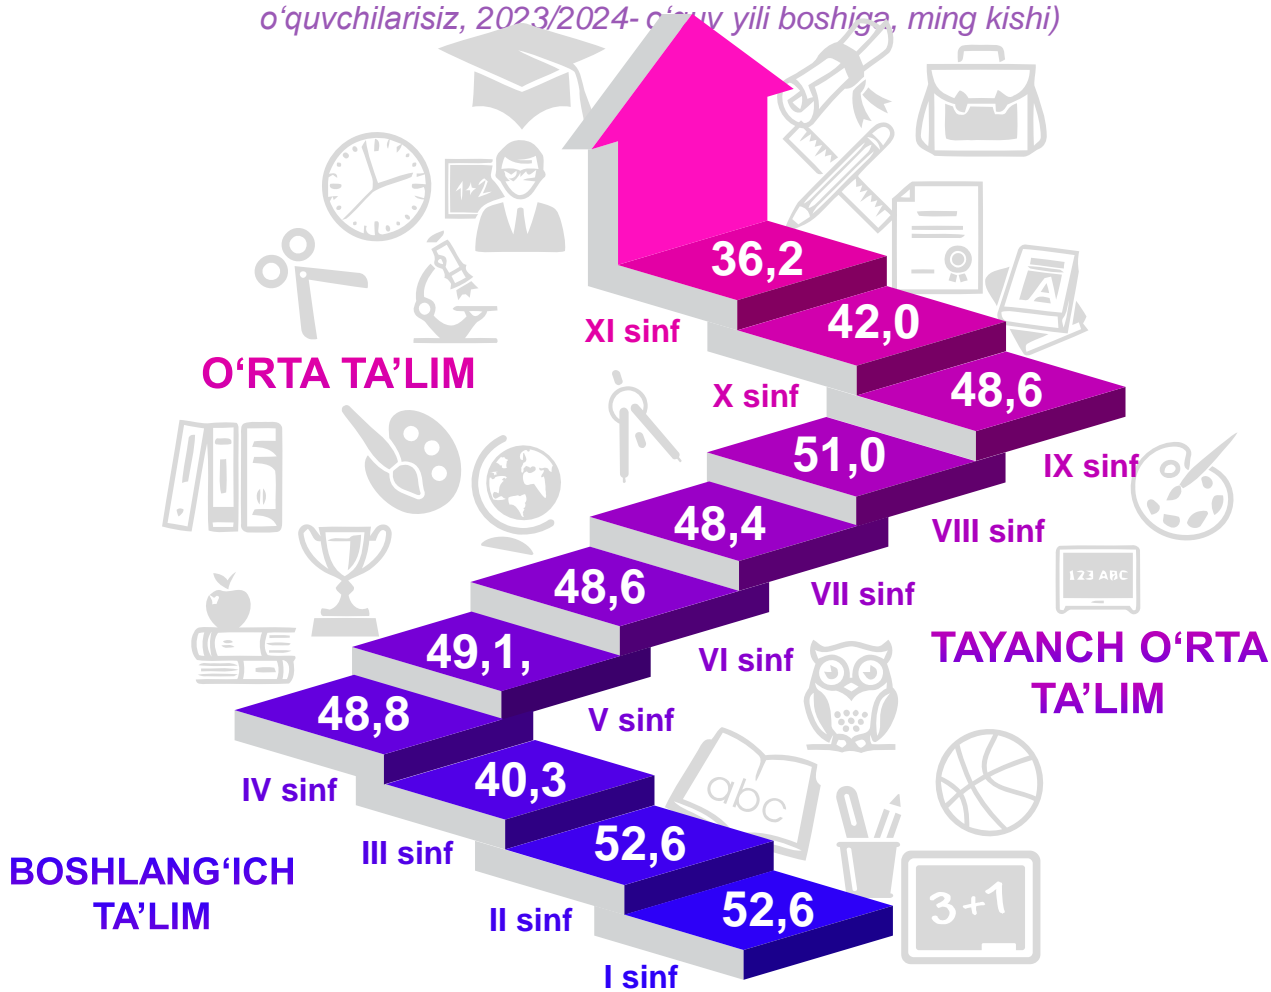 o‘quvchilarisiz, 2023/2024- o‘quv yili boshiga, ming kishi)
1+2
36,2
XI sinf
42,0
O‘RTA TA’LIM
X sinf
48,6
A
IX sinf
51,0
VIII sinf
48,4
VII sinf
123 ABC
48,6
VI sinf
TAYANCH O‘RTA
TA’LIM
49,1,
V sinf
48,8
IV sinf
40,3
III sinf
abc
52,6
II sinf
BOSHLANG‘ICH
TA’LIM
52,6
I sinf
3+1